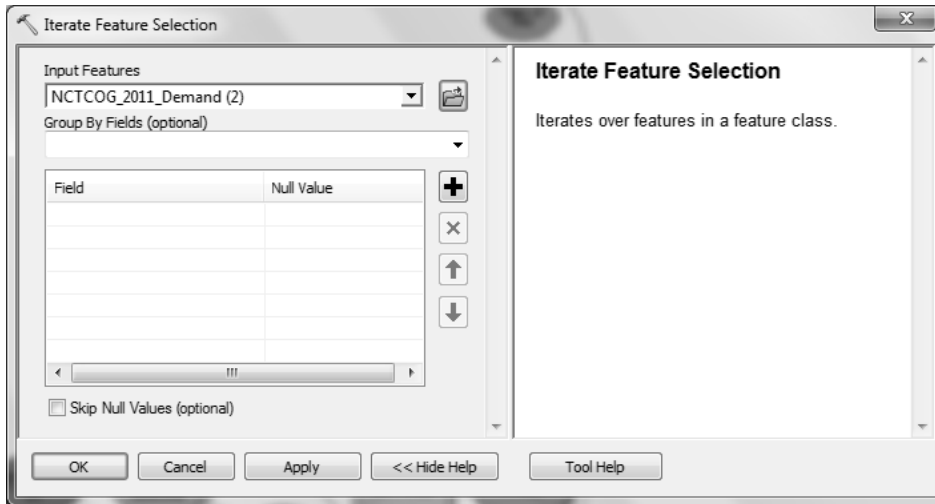 Iterate Feature Selection
Input Features
NCTCOG_2011_Demand (2)
Group By Fields (optional)
Field Null Value
Skip Null Values (optional)
OK Cancel Apply << Hide Help Tool Help
Iterate Feature Selection
Iterates over features in a feature class.